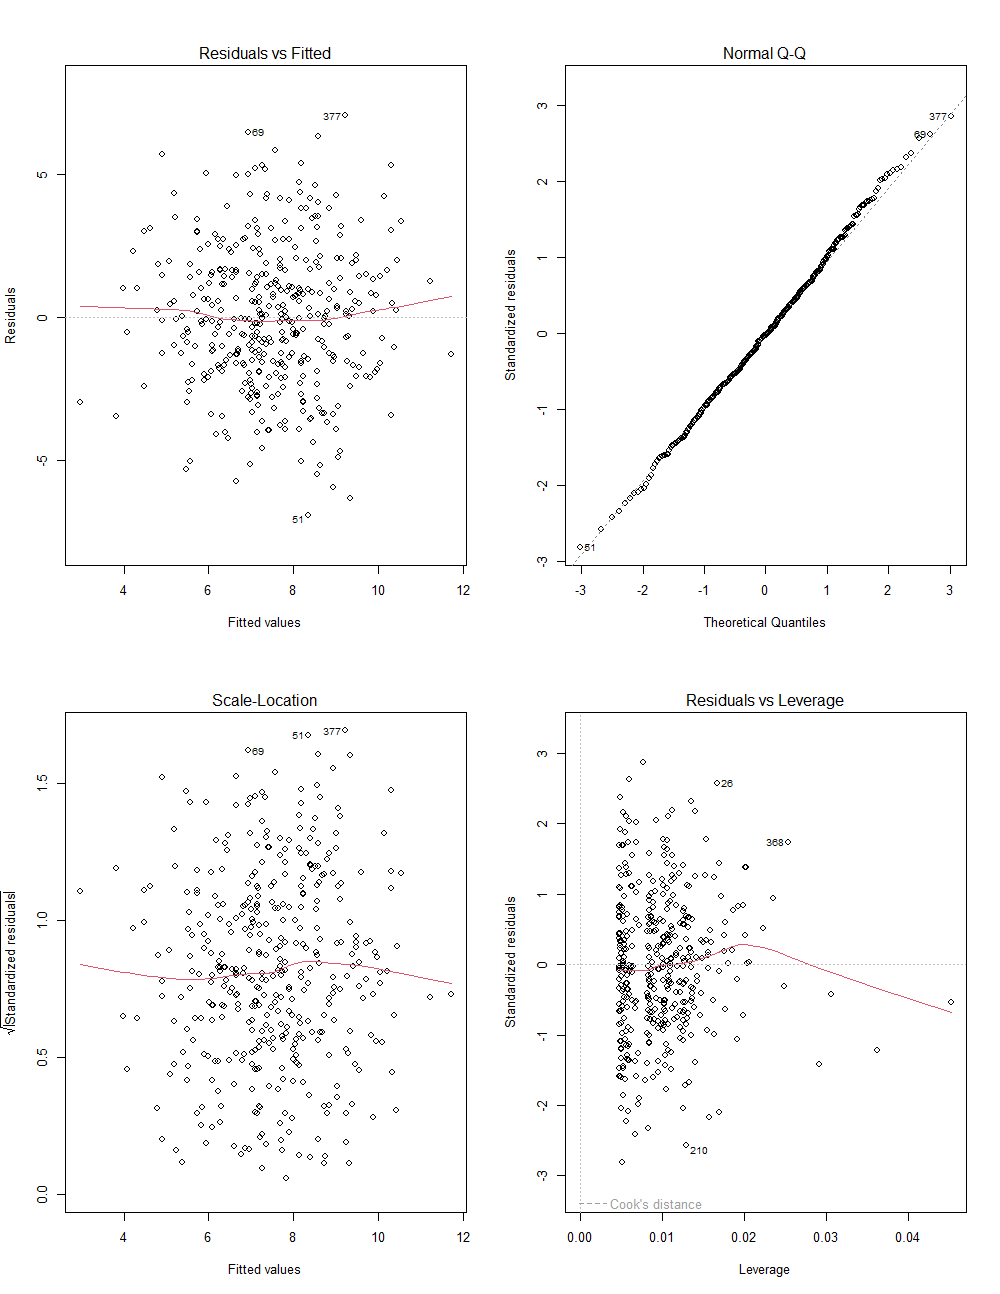 Residuals vs Fitted
377
69
51
5
0
-5
Residuals
4 6 8 10 12
Fitted values
Normal Q-Q
377
69
51
3
2
1
0
-1
-2
-3
Standardized residuals
-3 -2 -1 0 1 2 3
Theoretical Quantiles
Scale-Location
377
51
69
1.5
1.0
0.5
0.0
√|Standardized residuals|
4 6 8 10 12
Fitted values
Residuals vs Leverage
26
368
210
3
2
1
0
-1
-2
-3
Standardized residuals
Cook's distance
0.00 0.01 0.02 0.03 0.04
Leverage